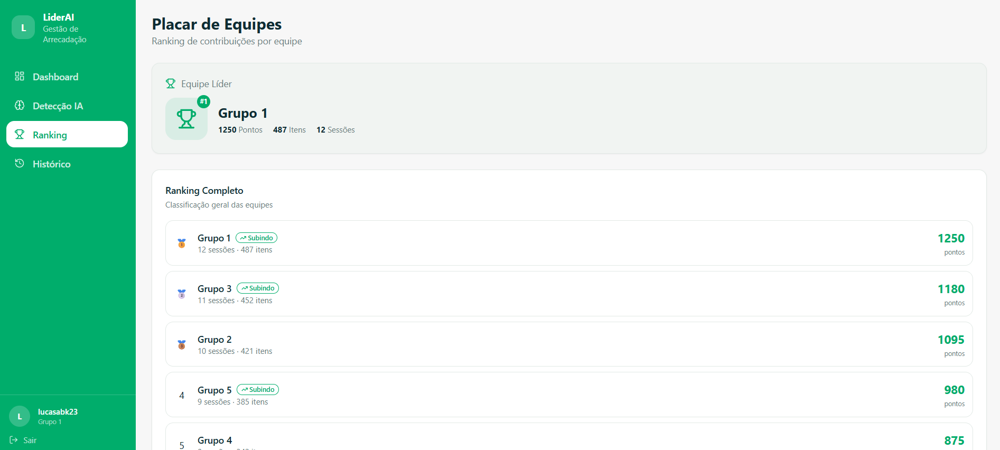 L
LiderAI
Gestão de
Arrecadação
Dashboard
Detecção IA
Ranking
Histórico
L
lucasabk23
Grupo 1
Sair
Placar de Equipes
Ranking de contribuições por equipe
Equipe Líder
#1
Grupo 1
1250 Pontos 487 Itens 12 Sessões
Ranking Completo
Classificação geral das equipes
1
Grupo 1 Subindo
12 sessões · 487 itens
1250
pontos
2
Grupo 3 Subindo
11 sessões · 452 itens
1180
pontos
3
Grupo 2
10 sessões · 421 itens
1095
pontos
4
Grupo 5 Subindo
9 sessões · 385 itens
980
pontos
5
Grupo 4
875